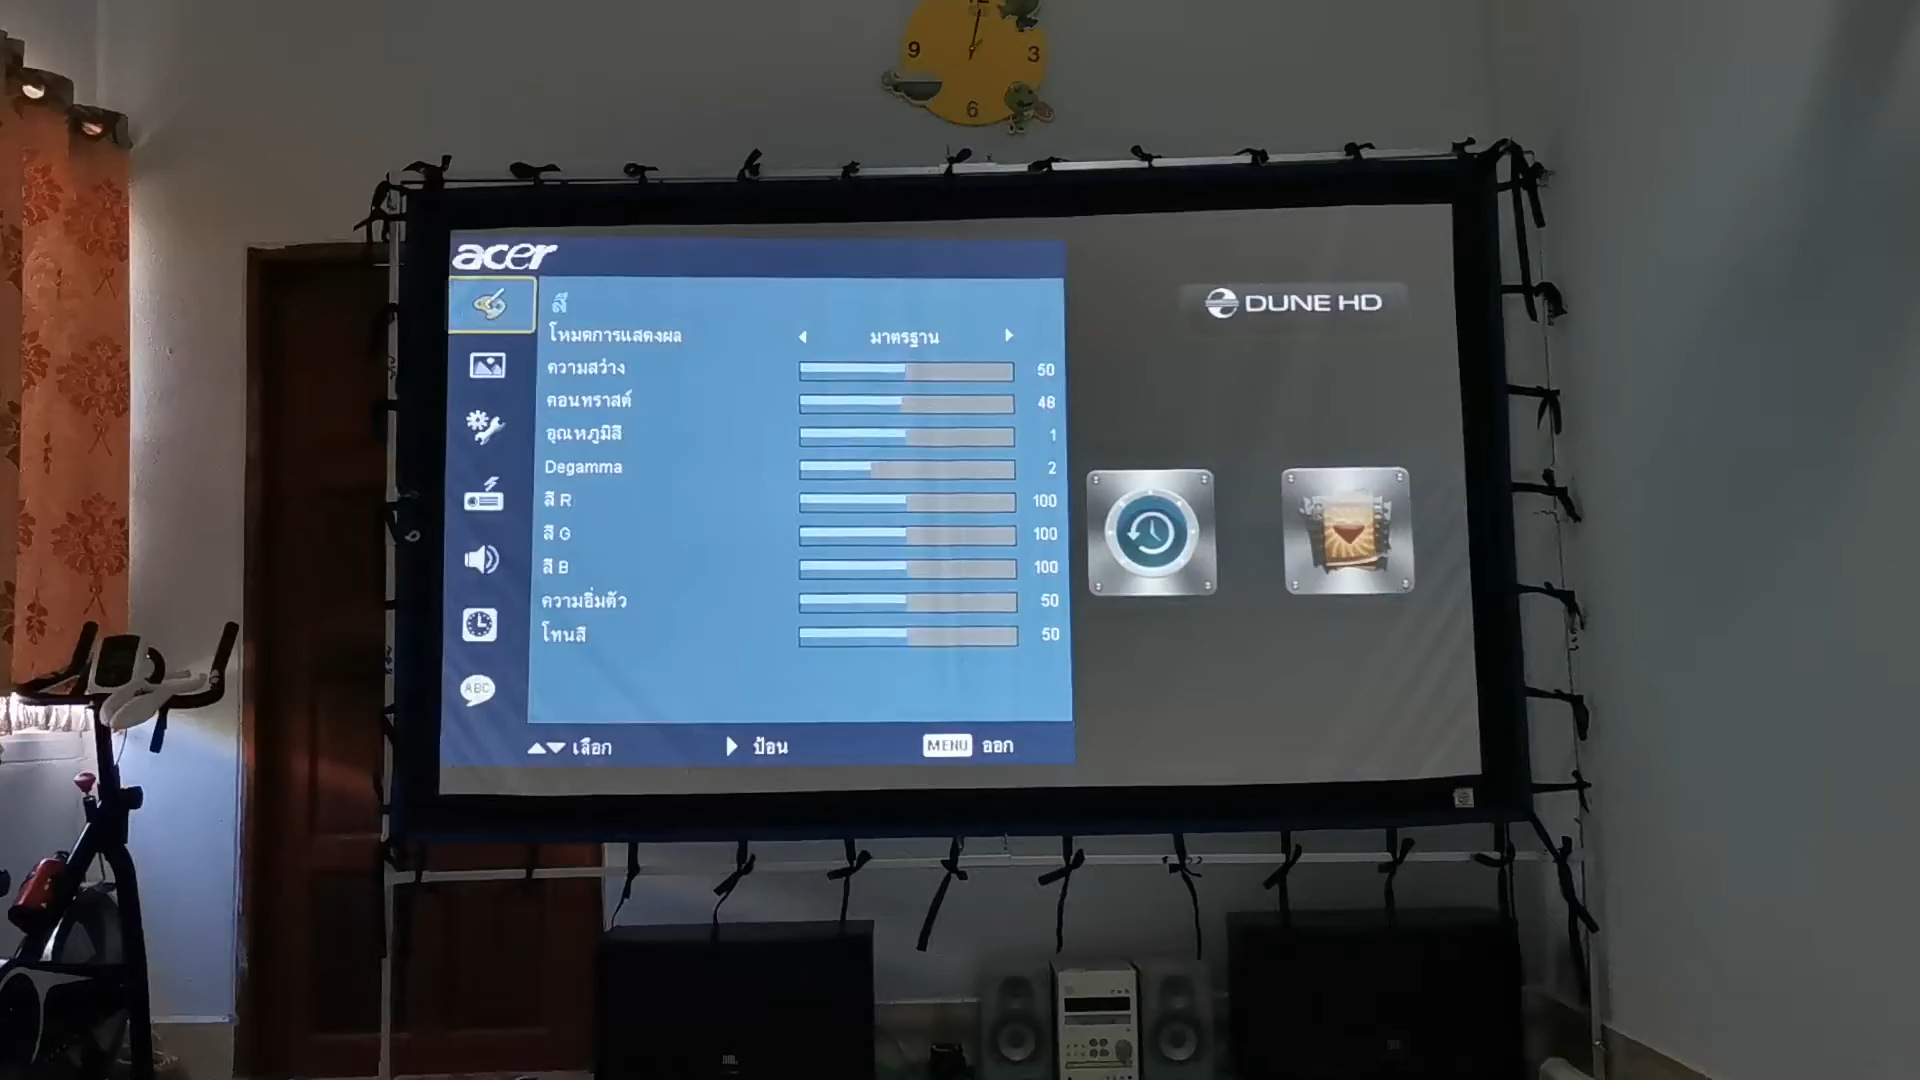 12
9
3
6
acer
สี
โหมดการแสดงผล
มาตรฐาน
ความสว่าง
50
คอนทราสต์
48
อุณหภูมิสี
1
Degamma
2
สี R
100
สี G
100
สี B
100
ความอิ่มตัว
50
โทนสี
50
ABC
เลือก
ป้อน
MENU
ออก
DUNE HD
JBL